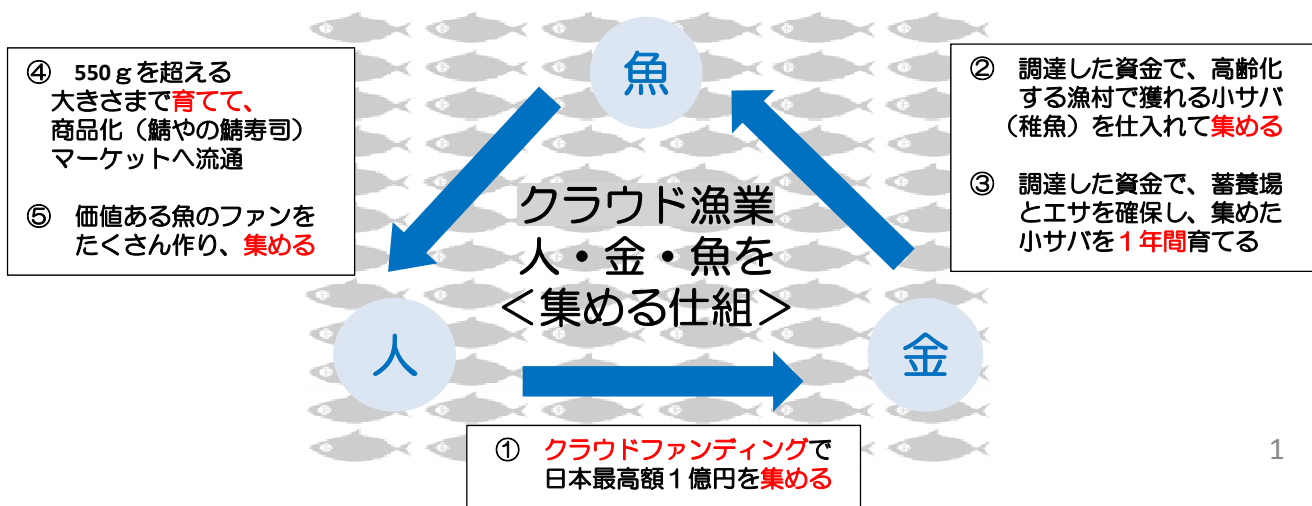 魚
④ 550ｇを超える
大きさまで育てて、
商品化（鯖やの鯖寿司）
マーケットへ流通
⑤ 価値ある魚のファンを
たくさん作り、集める
② 調達した資金で、高齢化
する漁村で獲れる小サバ
（稚魚）を仕入れて集める
③ 調達した資金で、蓄養場
とエサを確保し、集めた
小サバを１年間育てる
クラウド漁業
人・金・魚を
＜集める仕組＞
人
金
① クラウドファンディングで
日本最高額１億円を集める
1